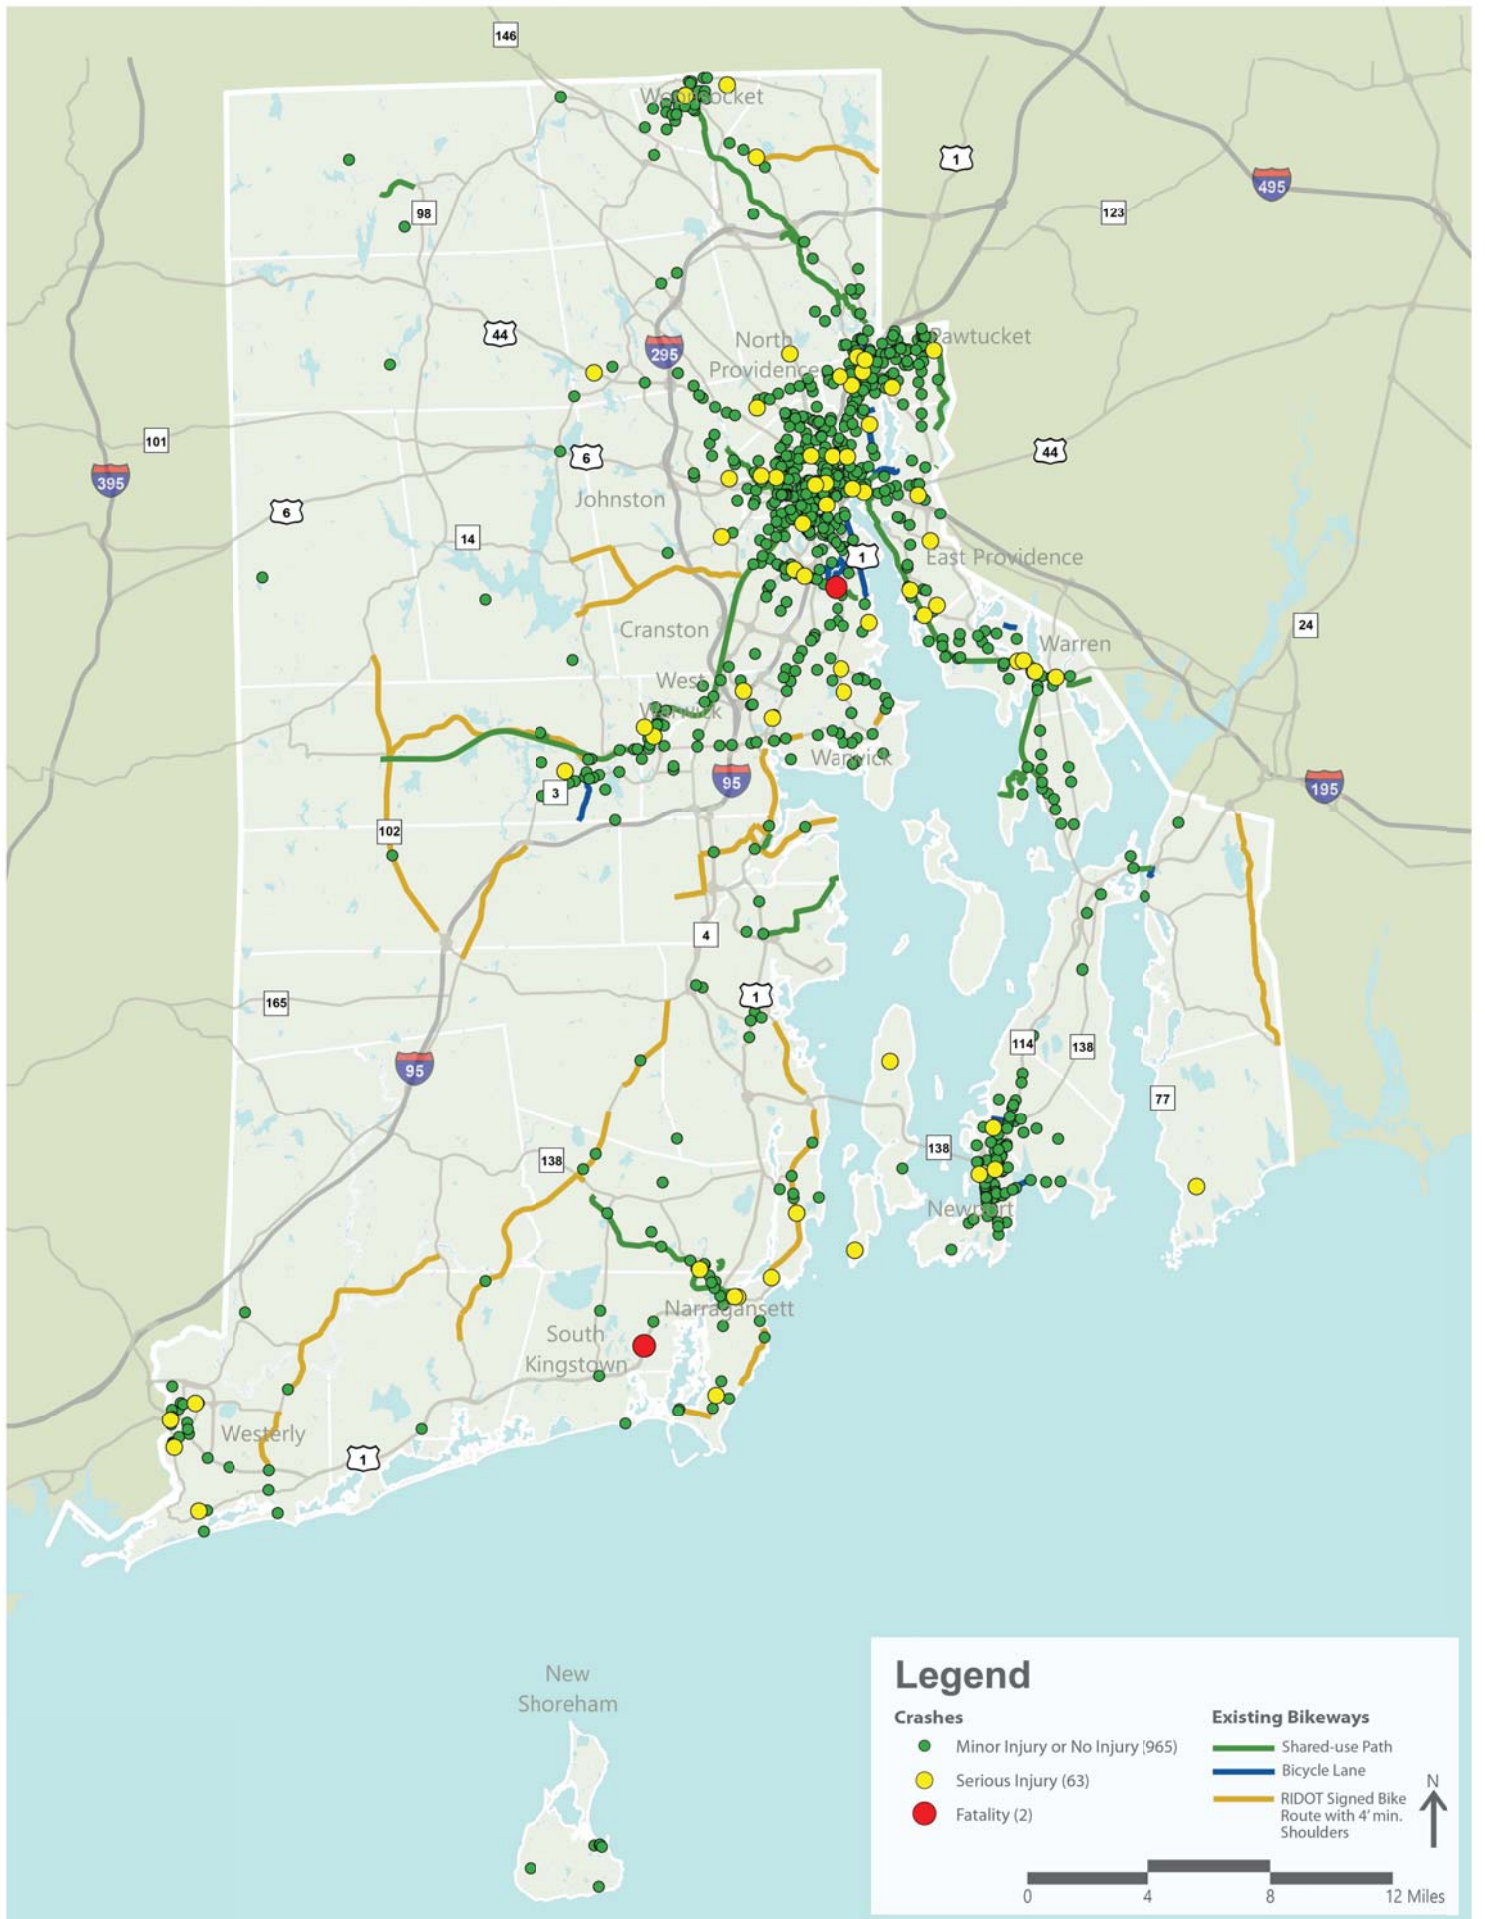 146
Woonsocket
1
495
98
123
44
North
Providence
Pawtucket
295
101
6
44
395
Johnston
6
14
1
East Providence
24
Cranston
Warren
West
Warwick
Warwick
95
3
195
102
4
165
1
114
138
95
77
138
138
Newport
Narragansett
South
Kingstown
Westerly
1
New
Shoreham
Legend
Crashes
Minor Injury or No Injury (965)
Serious Injury (63)
Fatality (2)
Existing Bikeways
Shared-use Path
Bicycle Lane
RIDOT Signed Bike
Route with 4' min.
Shoulders
N
0 4 8 12 Miles